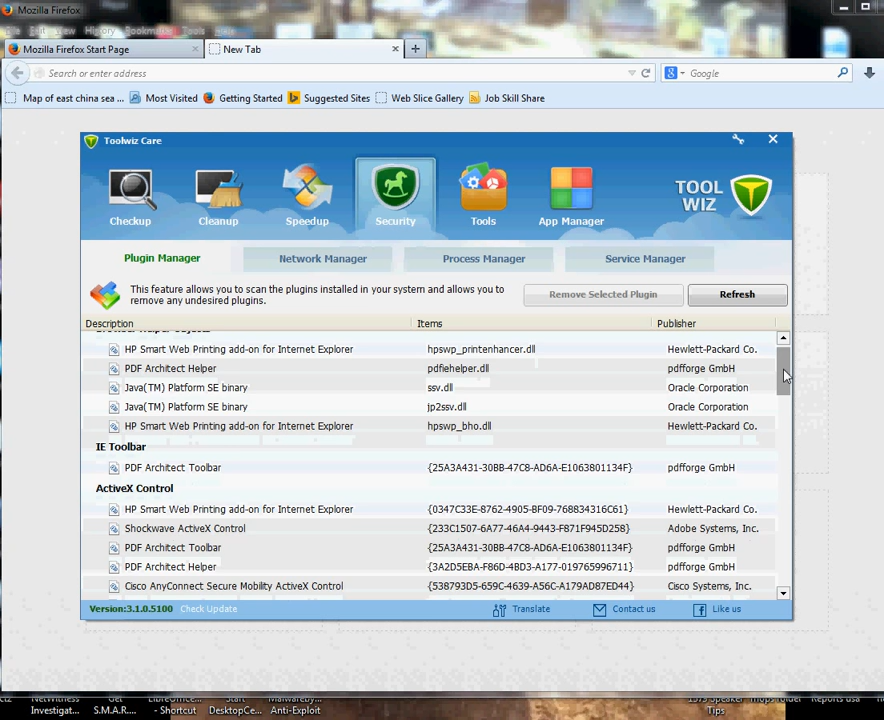 Mozilla Firefox
History
Tools
Mozilla Firefox Start Page
New Tab
Search or enter address
Google
Map of east china sea ...
Most Visited
Getting Started
Suggested Sites
Web Slice Gallery
Job Skill Share
Toolwiz Care
Checkup
Cleanup
Speedup
Security
Tools
App Manager
TOOL
WIZ
Plugin Manager
Network Manager
Process Manager
Service Manager
This feature allows you to scan the plugins installed in your system and allows you to
remove any undesired plugins.
Remove Selected Plugin
Refresh
Description Items Publisher
HP Smart Web Printing add-on for Internet Explorer hpswp_printenhancer.dll Hewlett-Packard Co.
PDF Architect Helper pdfiehelper.dll pdfforge GmbH
Java(TM) Platform SE binary ssv.dll Oracle Corporation
Java(TM) Platform SE binary jp2ssv.dll Oracle Corporation
HP Smart Web Printing add-on for Internet Explorer hpswp_bho.dll Hewlett-Packard Co.
IE Toolbar
PDF Architect Toolbar {25A3A431-30BB-47C8-AD6A-E1063801134F} pdfforge GmbH
ActiveX Control
HP Smart Web Printing add-on for Internet Explorer {0347C33E-8762-4905-BF09-768834316C61} Hewlett-Packard Co.
Shockwave ActiveX Control {233C1507-6A77-46A4-9443-F871F945D258} Adobe Systems, Inc.
PDF Architect Toolbar {25A3A431-30BB-47C8-AD6A-E1063801134F} pdfforge GmbH
PDF Architect Helper {3A2D5EBA-F86D-4BD3-A177-019765996711} pdfforge GmbH
Cisco AnyConnect Secure Mobility ActiveX Control {538793D5-659C-4639-A56C-A179AD87ED44} Cisco Systems, Inc.
Version:3.1.0.5100 Check Update
Translate
Contact us
Like us
Investigat...
S.M.A.R...
- Shortcut
DesktopCe...
Anti-Exploit
Tips